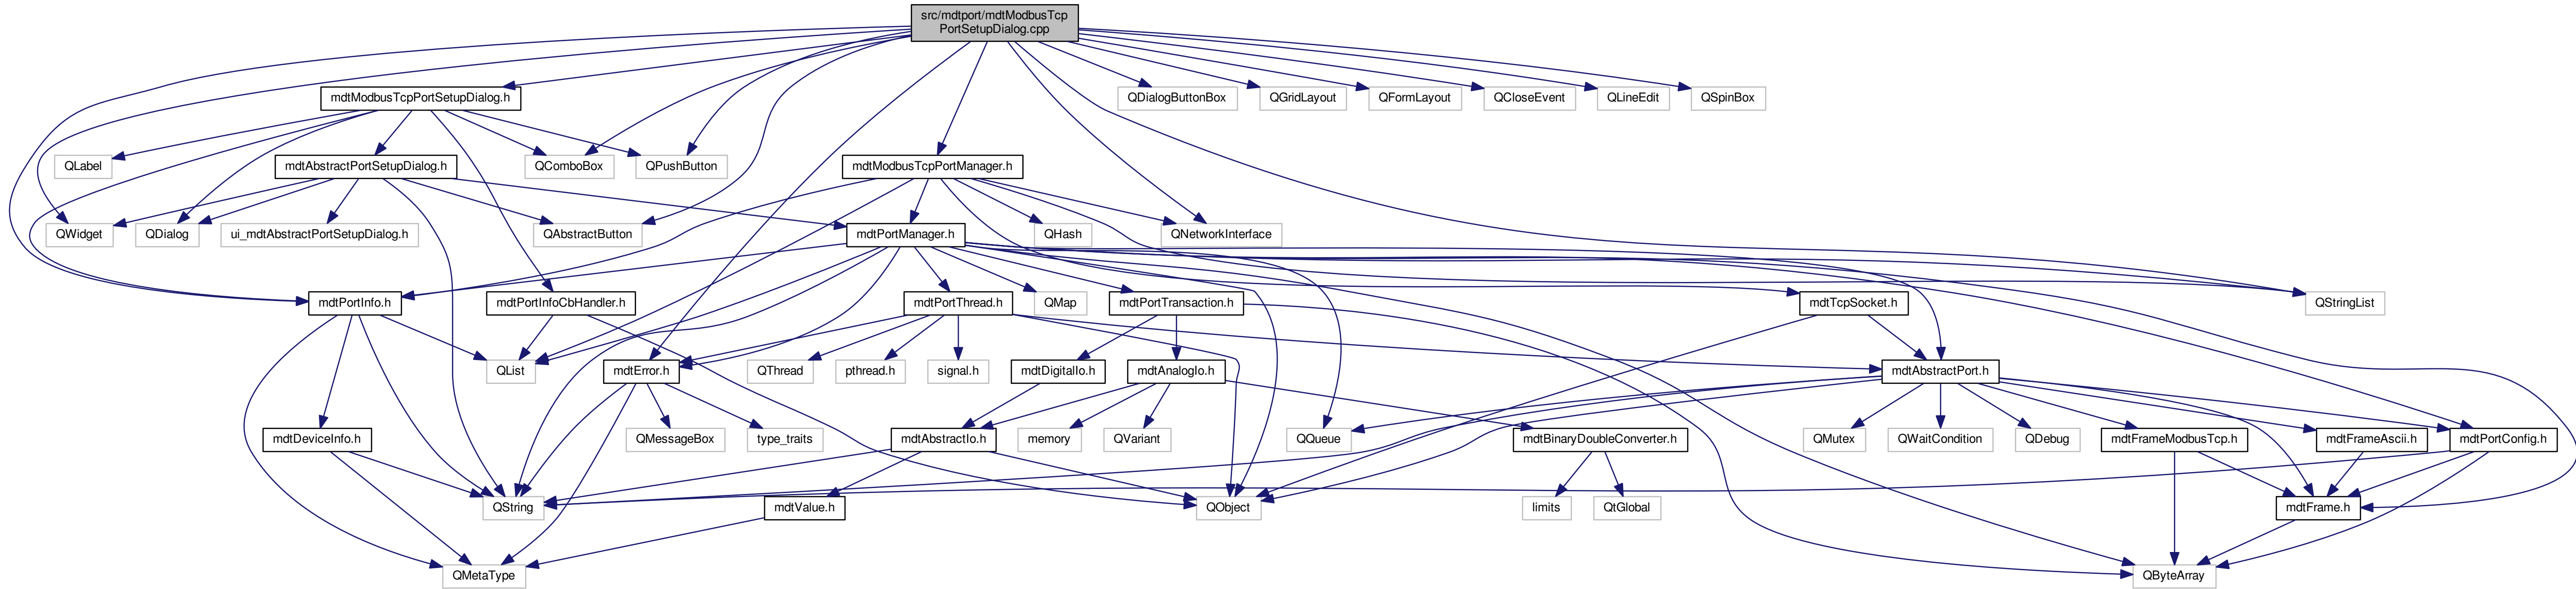 src/mdtport/mdtModbusTcp
PortSetupDialog.cpp
mdtModbusTcpPortSetupDialog.h
QDialogButtonBox
QGridLayout
QFormLayout
QCloseEvent
QLineEdit
QSpinBox
QLabel
mdtAbstractPortSetupDialog.h
QComboBox
QPushButton
mdtModbusTcpPortManager.h
QWidget
QDialog
ui_mdtAbstractPortSetupDialog.h
QAbstractButton
mdtPortManager.h
QHash
QNetworkInterface
mdtPortInfo.h
mdtPortInfoCbHandler.h
mdtPortThread.h
QMap
mdtPortTransaction.h
mdtTcpSocket.h
QStringList
QList
mdtError.h
QThread
pthread.h
signal.h
mdtDigitalIo.h
mdtAnalogIo.h
mdtAbstractPort.h
mdtDeviceInfo.h
QMessageBox
type_traits
mdtAbstractIo.h
memory
QVariant
QQueue
mdtBinaryDoubleConverter.h
QMutex
QWaitCondition
QDebug
mdtFrameModbusTcp.h
mdtFrameAscii.h
mdtPortConfig.h
QString
mdtValue.h
QObject
limits
QtGlobal
mdtFrame.h
QMetaType
QByteArray